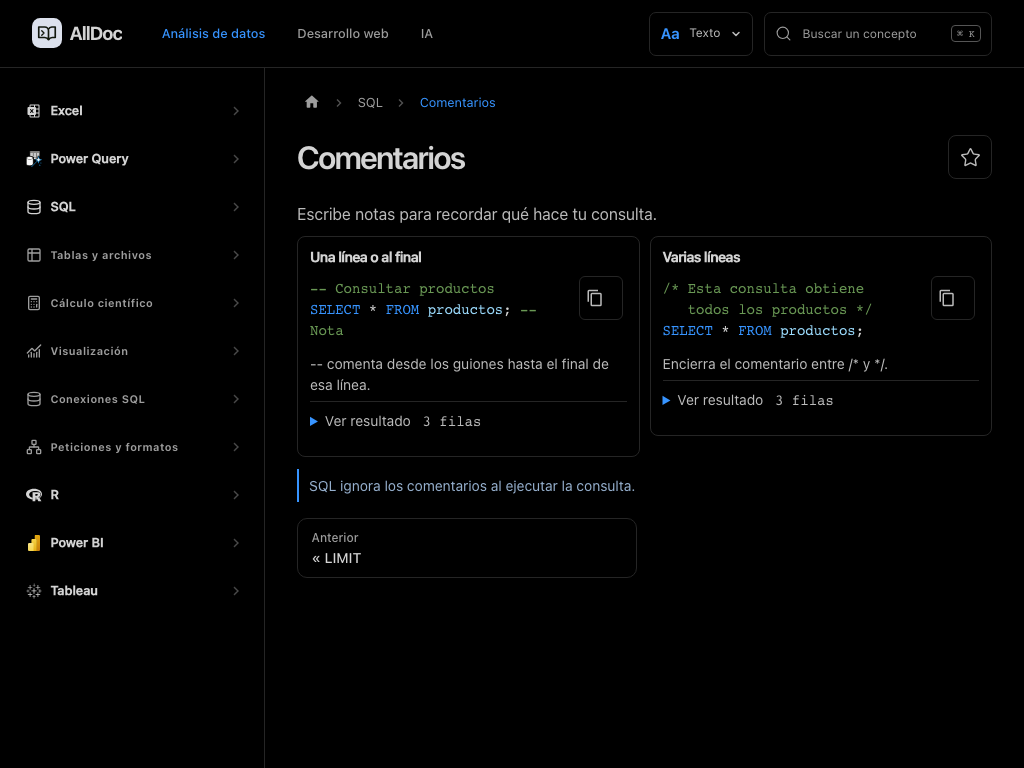 AllDoc
Análisis de datos
Desarrollo web
IA
Aa Texto
Buscar un concepto
⌘ K
Excel
Power Query
SQL
Tablas y archivos
Cálculo científico
Visualización
Conexiones SQL
Peticiones y formatos
R
Power BI
Tableau
SQL
Comentarios
Comentarios
Escribe notas para recordar qué hace tu consulta.
Una línea o al final
-- Consultar productos
SELECT * FROM productos; --
Nota
-- comenta desde los guiones hasta el final de
esa línea.
Ver resultado 3 filas
Varias líneas
/* Esta consulta obtiene
todos los productos */
SELECT * FROM productos;
Encierra el comentario entre /* y */.
Ver resultado 3 filas
SQL ignora los comentarios al ejecutar la consulta.
Anterior
« LIMIT